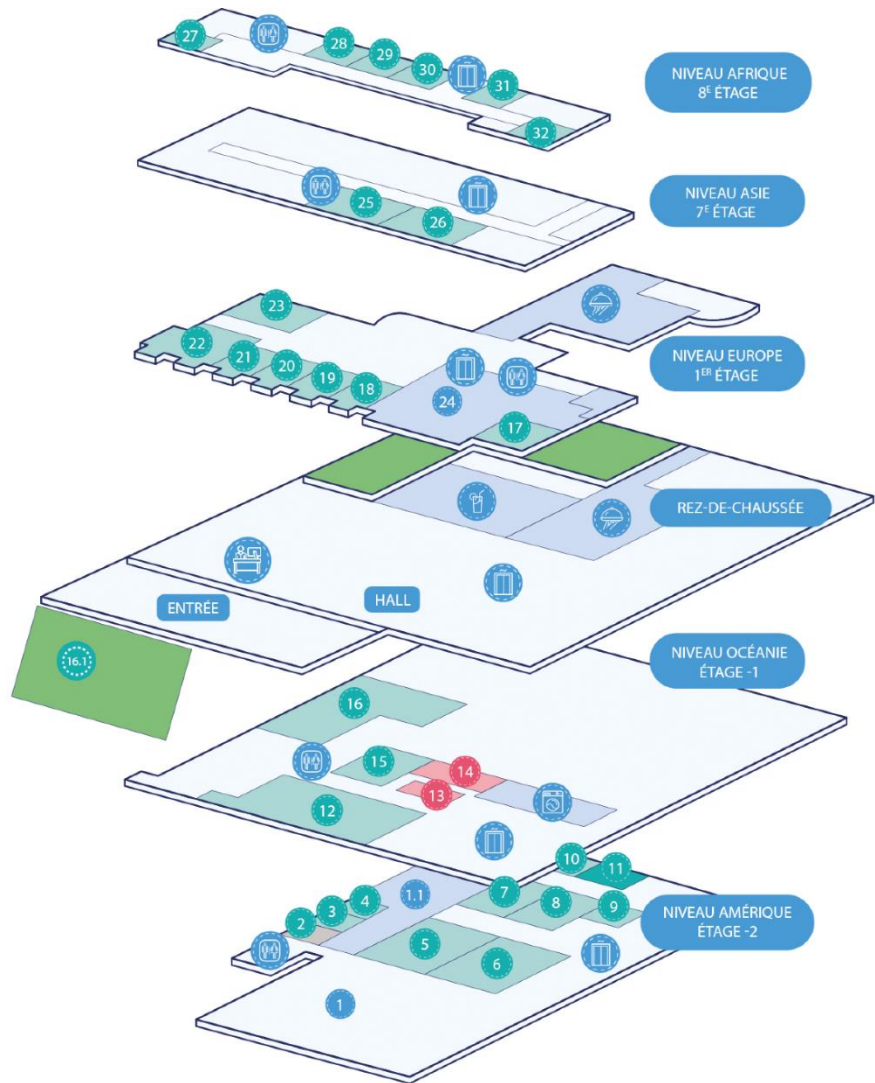 27
28
29
30
31
32
NIVEAU AFRIQUE
8E ÉTAGE
25
26
NIVEAU ASIE
7E ÉTAGE
23
22
21
20
19
18
24
17
NIVEAU EUROPE
1ER ÉTAGE
REZ-DE-CHAUSSÉE
ENTRÉE
HALL
16.1
NIVEAU OCÉANIE
ÉTAGE -1
16
15
14
13
12
10
11
1.1
7
8
9
4
3
2
5
6
1
NIVEAU AMÉRIQUE
ÉTAGE -2